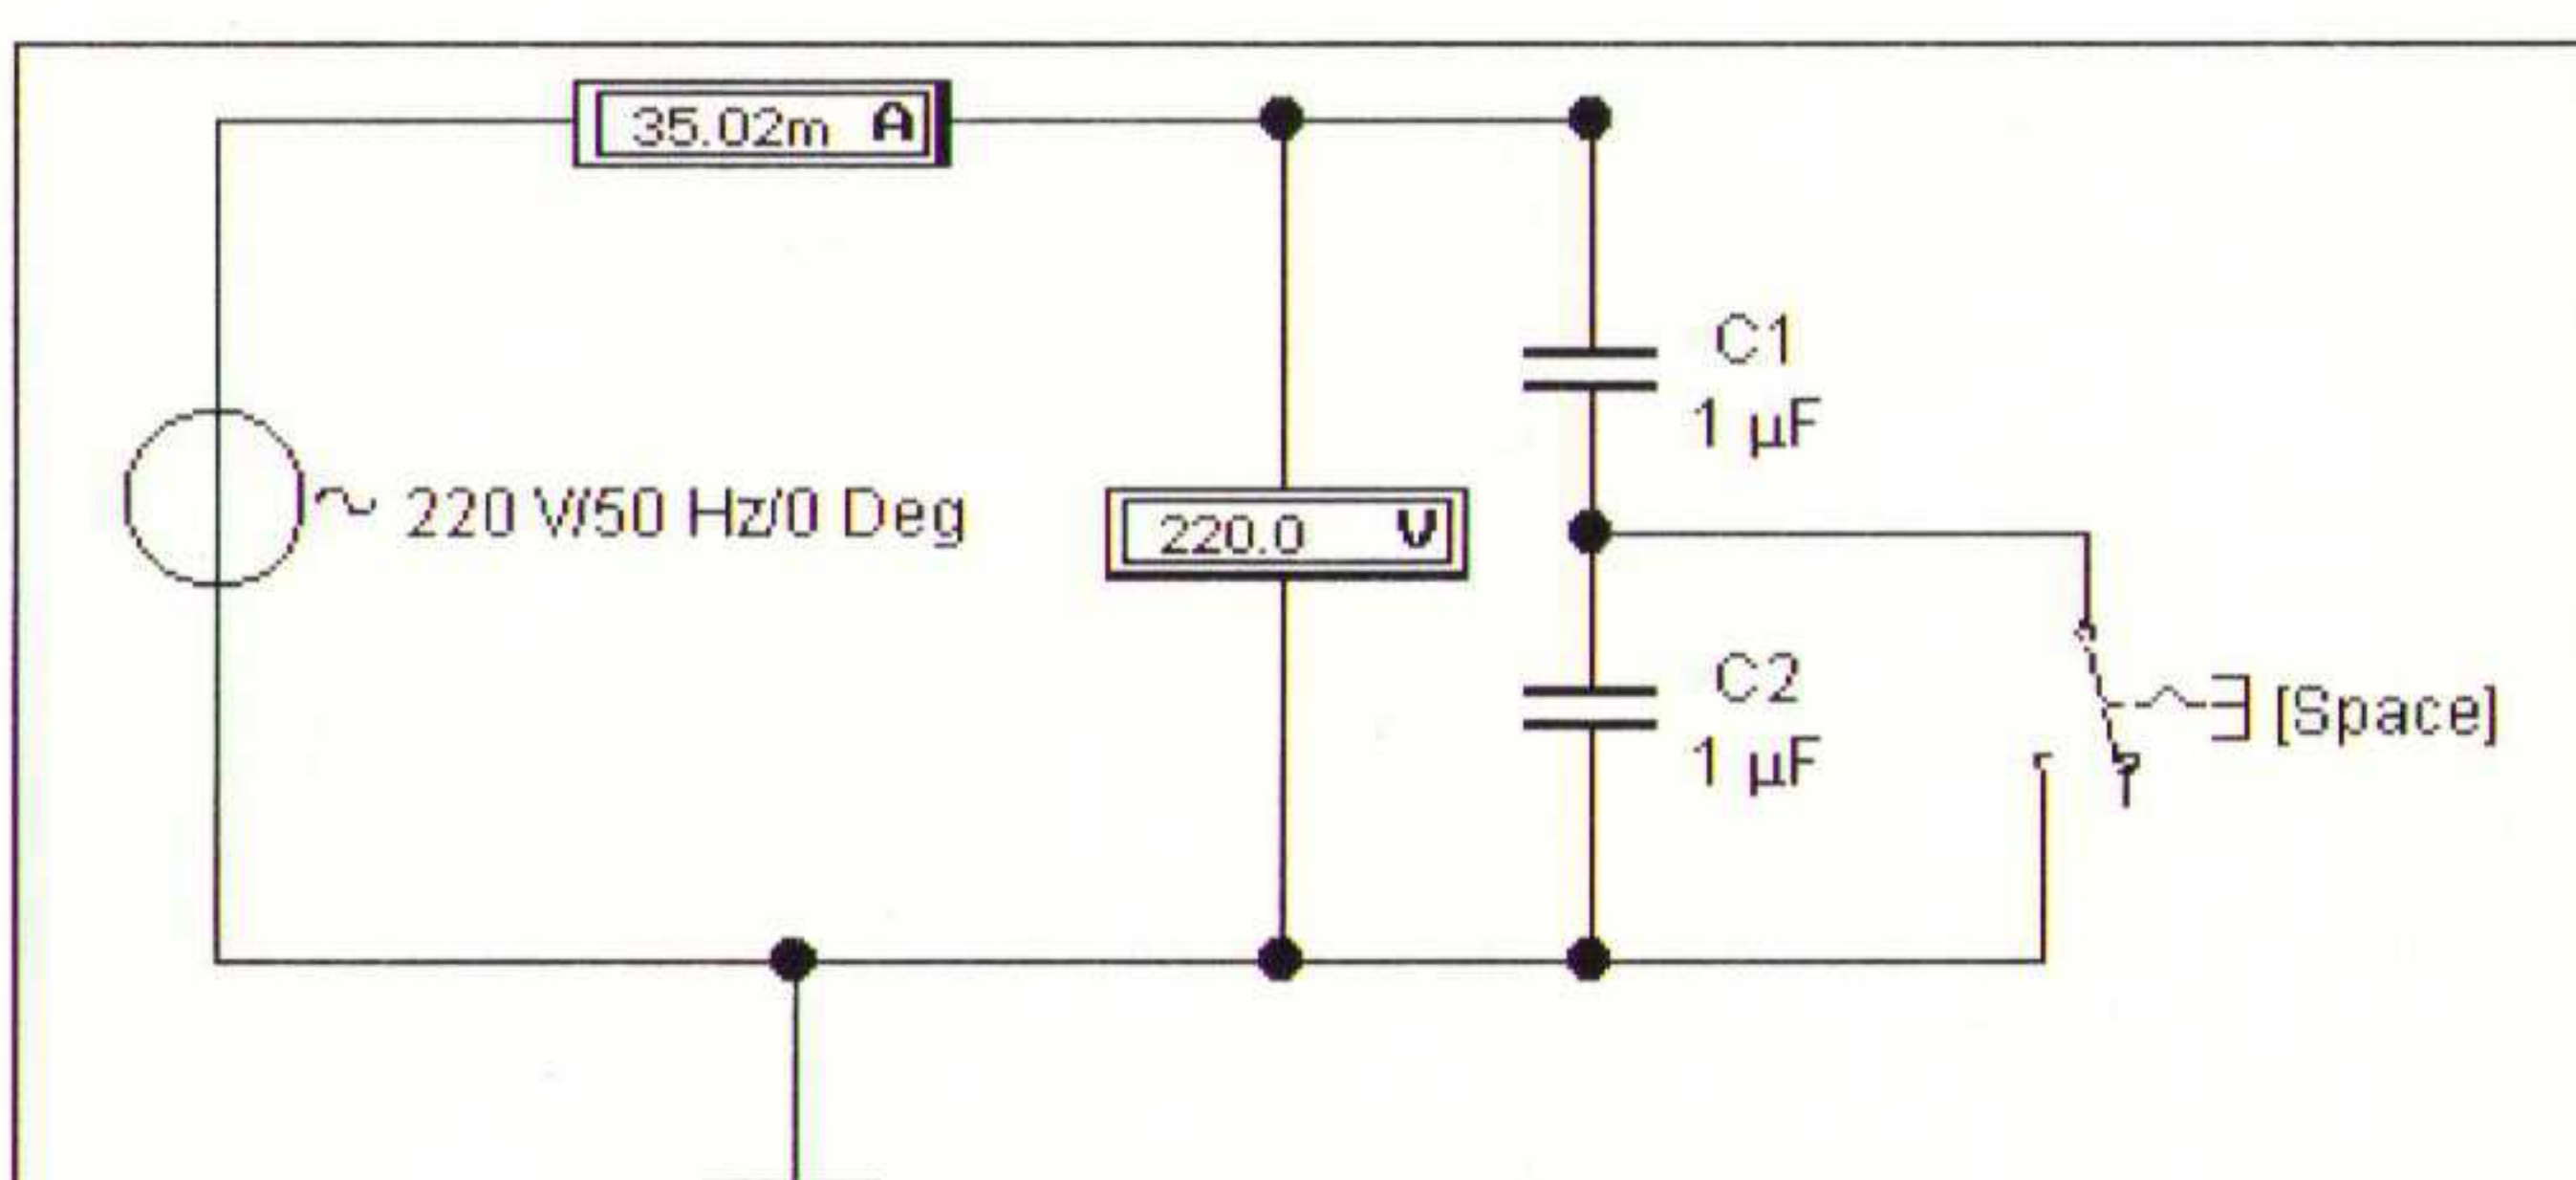 35.02m A
C1
1 µF
~ 220 V/50 Hz/0 Deg
220.0 V
C2
1 µF
[Space]